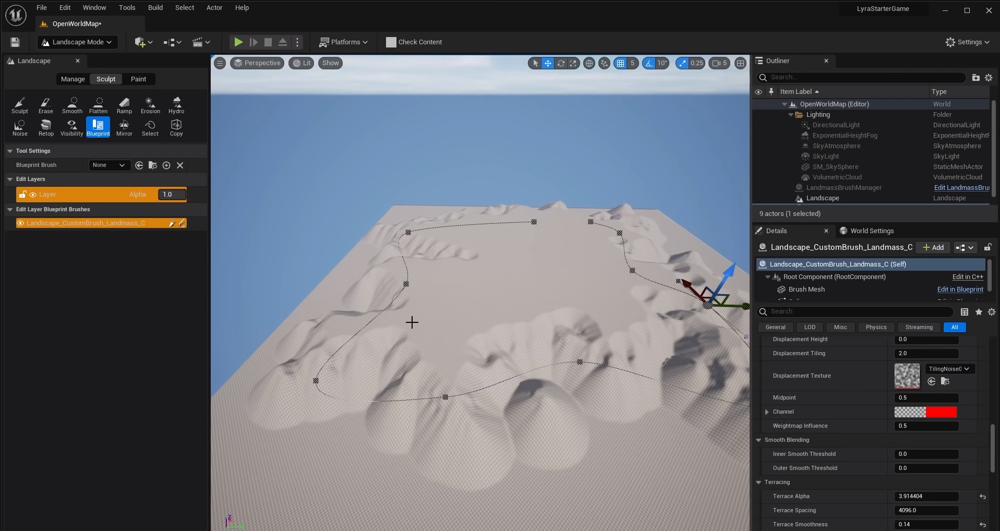 File Edit Window Tools Build Select Actor Help
LyraStarterGame
OpenWorldMap*
Landscape Mode
Platforms
Check Content
Settings
Landscape
Manage Sculpt Paint
Sculpt Erase Smooth Flatten Ramp Erosion Hydro
Noise Retop Visibility Blueprint Mirror Select Copy
Tool Settings
Blueprint Brush None
Edit Layers
Layer Alpha 1.0
Edit Layer Blueprint Brushes
Landscape_CustomBrush_Landmass_C
Perspective Lit Show
5 10° 0.25 5
Z
Outliner
Search...
Item Label Type
OpenWorldMap (Editor) World
Lighting Folder
DirectionalLight DirectionalLight
ExponentialHeightFog ExponentialHeightF
SkyAtmosphere SkyAtmosphere
SkyLight SkyLight
SM_SkySphere StaticMeshActor
VolumetricCloud VolumetricCloud
LandmassBrushManager Edit LandmassBrus
Landscape Landscape
9 actors (1 selected)
Details World Settings
Landscape_CustomBrush_Landmass_C Add
Landscape_CustomBrush_Landmass_C (Self)
Root Component (RootComponent) Edit in C++
Brush Mesh Edit in Blueprint
Search
General LOD Misc Physics Streaming All
Displacement Height 0.0
Displacement Tiling 2.0
Displacement Texture TilingNoise0
Midpoint 0.5
Channel
Weightmap Influence 0.5
Smooth Blending
Inner Smooth Threshold 0.0
Outer Smooth Threshold 0.0
Terracing
Terrace Alpha 3.914404
Terrace Spacing 4096.0
Terrace Smoothness 0.14